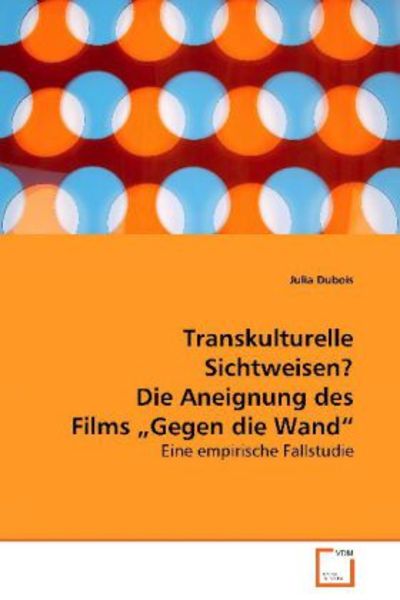 Julia Dubois
Transkulturelle
Sichtweisen?
Die Aneignung des
Films „Gegen die Wand“
Eine empirische Fallstudie
VDM